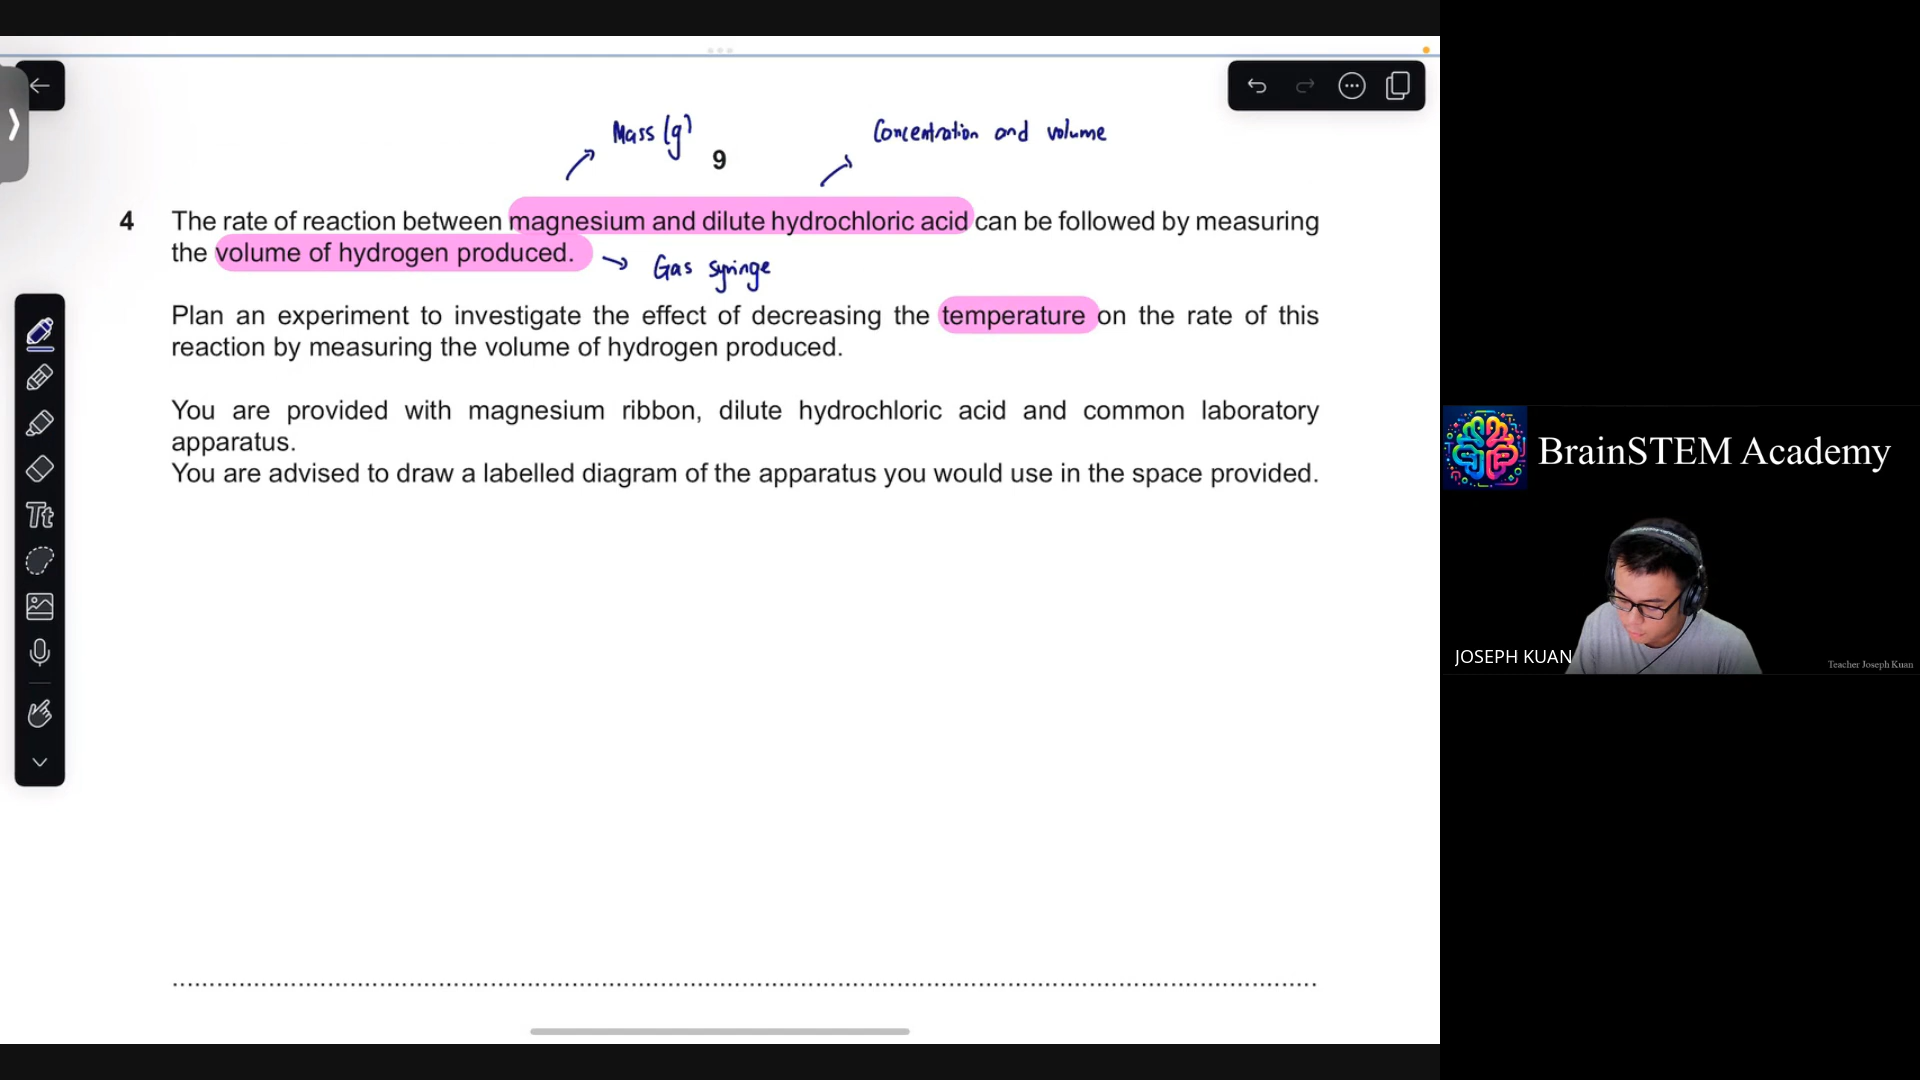 Mass (g)
Concentration and volume
9
4 The rate of reaction between magnesium and dilute hydrochloric acid can be followed by measuring
the volume of hydrogen produced.
Gas syringe
Plan an experiment to investigate the effect of decreasing the temperature on the rate of this
reaction by measuring the volume of hydrogen produced.
You are provided with magnesium ribbon, dilute hydrochloric acid and common laboratory
apparatus.
You are advised to draw a labelled diagram of the apparatus you would use in the space provided.
Tt
BrainSTEM Academy
JOSEPH KUAN
Teacher Joseph Kuan